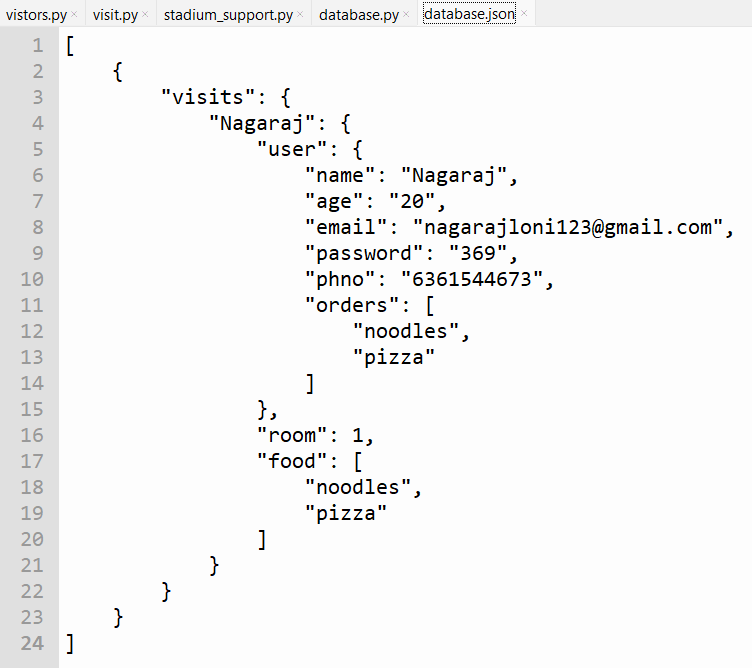 vistors.py visit.py stadium_support.py database.py database.json
1 [
2 {
3 "visits": {
4 "Nagaraj": {
5 "user": {
6 "name": "Nagaraj",
7 "age": "20",
8 "email": "nagarajloni123@gmail.com",
9 "password": "369",
10 "phno": "6361544673",
11 "orders": [
12 "noodles",
13 "pizza"
14 ]
15 },
16 "room": 1,
17 "food": [
18 "noodles",
19 "pizza"
20 ]
21 }
22 }
23 }
24 ]